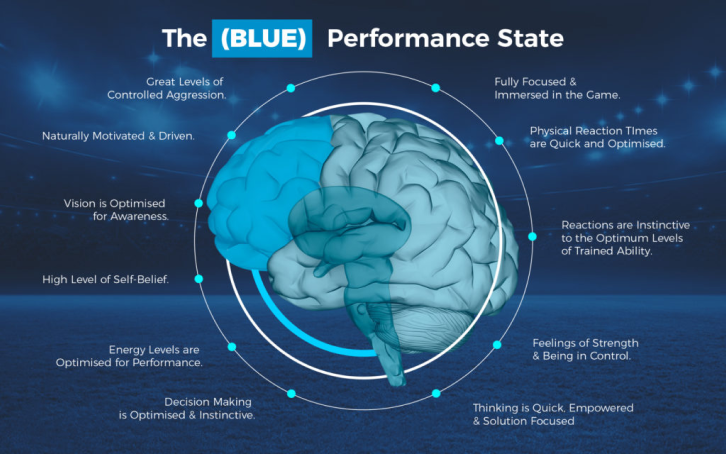 The (BLUE) Performance State
Great Levels of
Controlled Aggression.
Naturally Motivated & Driven.
Vision is Optimised
for Awareness.
High Level of Self-Belief.
Energy Levels are
Optimised for Performance.
Decision Making
is Optimised & Instinctive.
Fully Focused &
Immersed in the Game.
Physical Reaction TImes
are Quick and Optimised.
Reactions are Instinctive
to the Optimum Levels
of Trained Ability.
Feelings of Strength
& Being in Control.
Thinking is Quick, Empowered
& Solution Focused